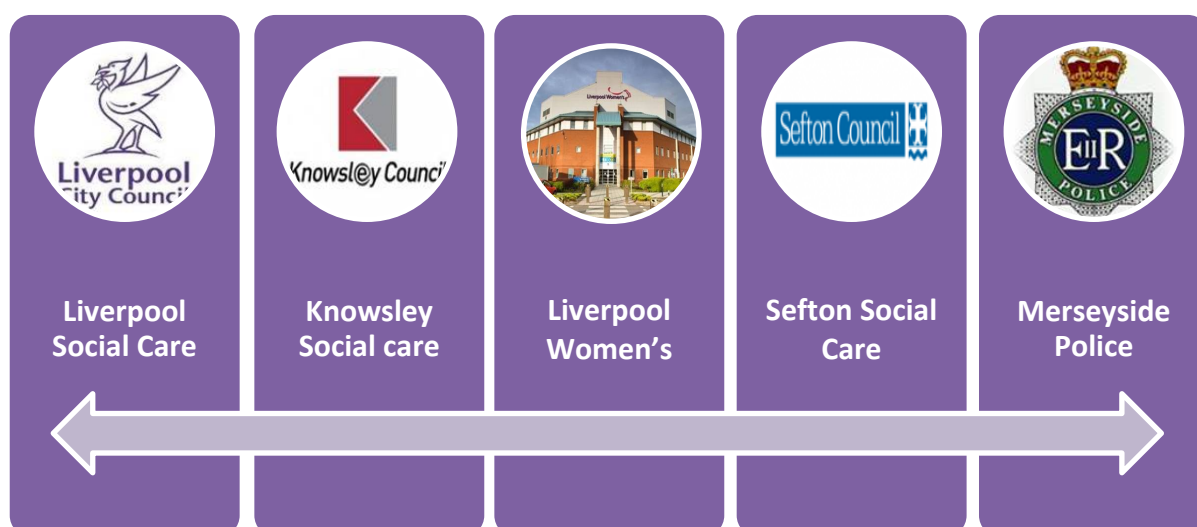 Liverpool
City Council
Knowsl@y Council
Liverpool Women's
Sefton Council
MERSEYSIDE
EIIR
POLICE
Liverpool
Social Care
Knowsley
Social care
Liverpool
Women’s
Sefton Social
Care
Merseyside
Police